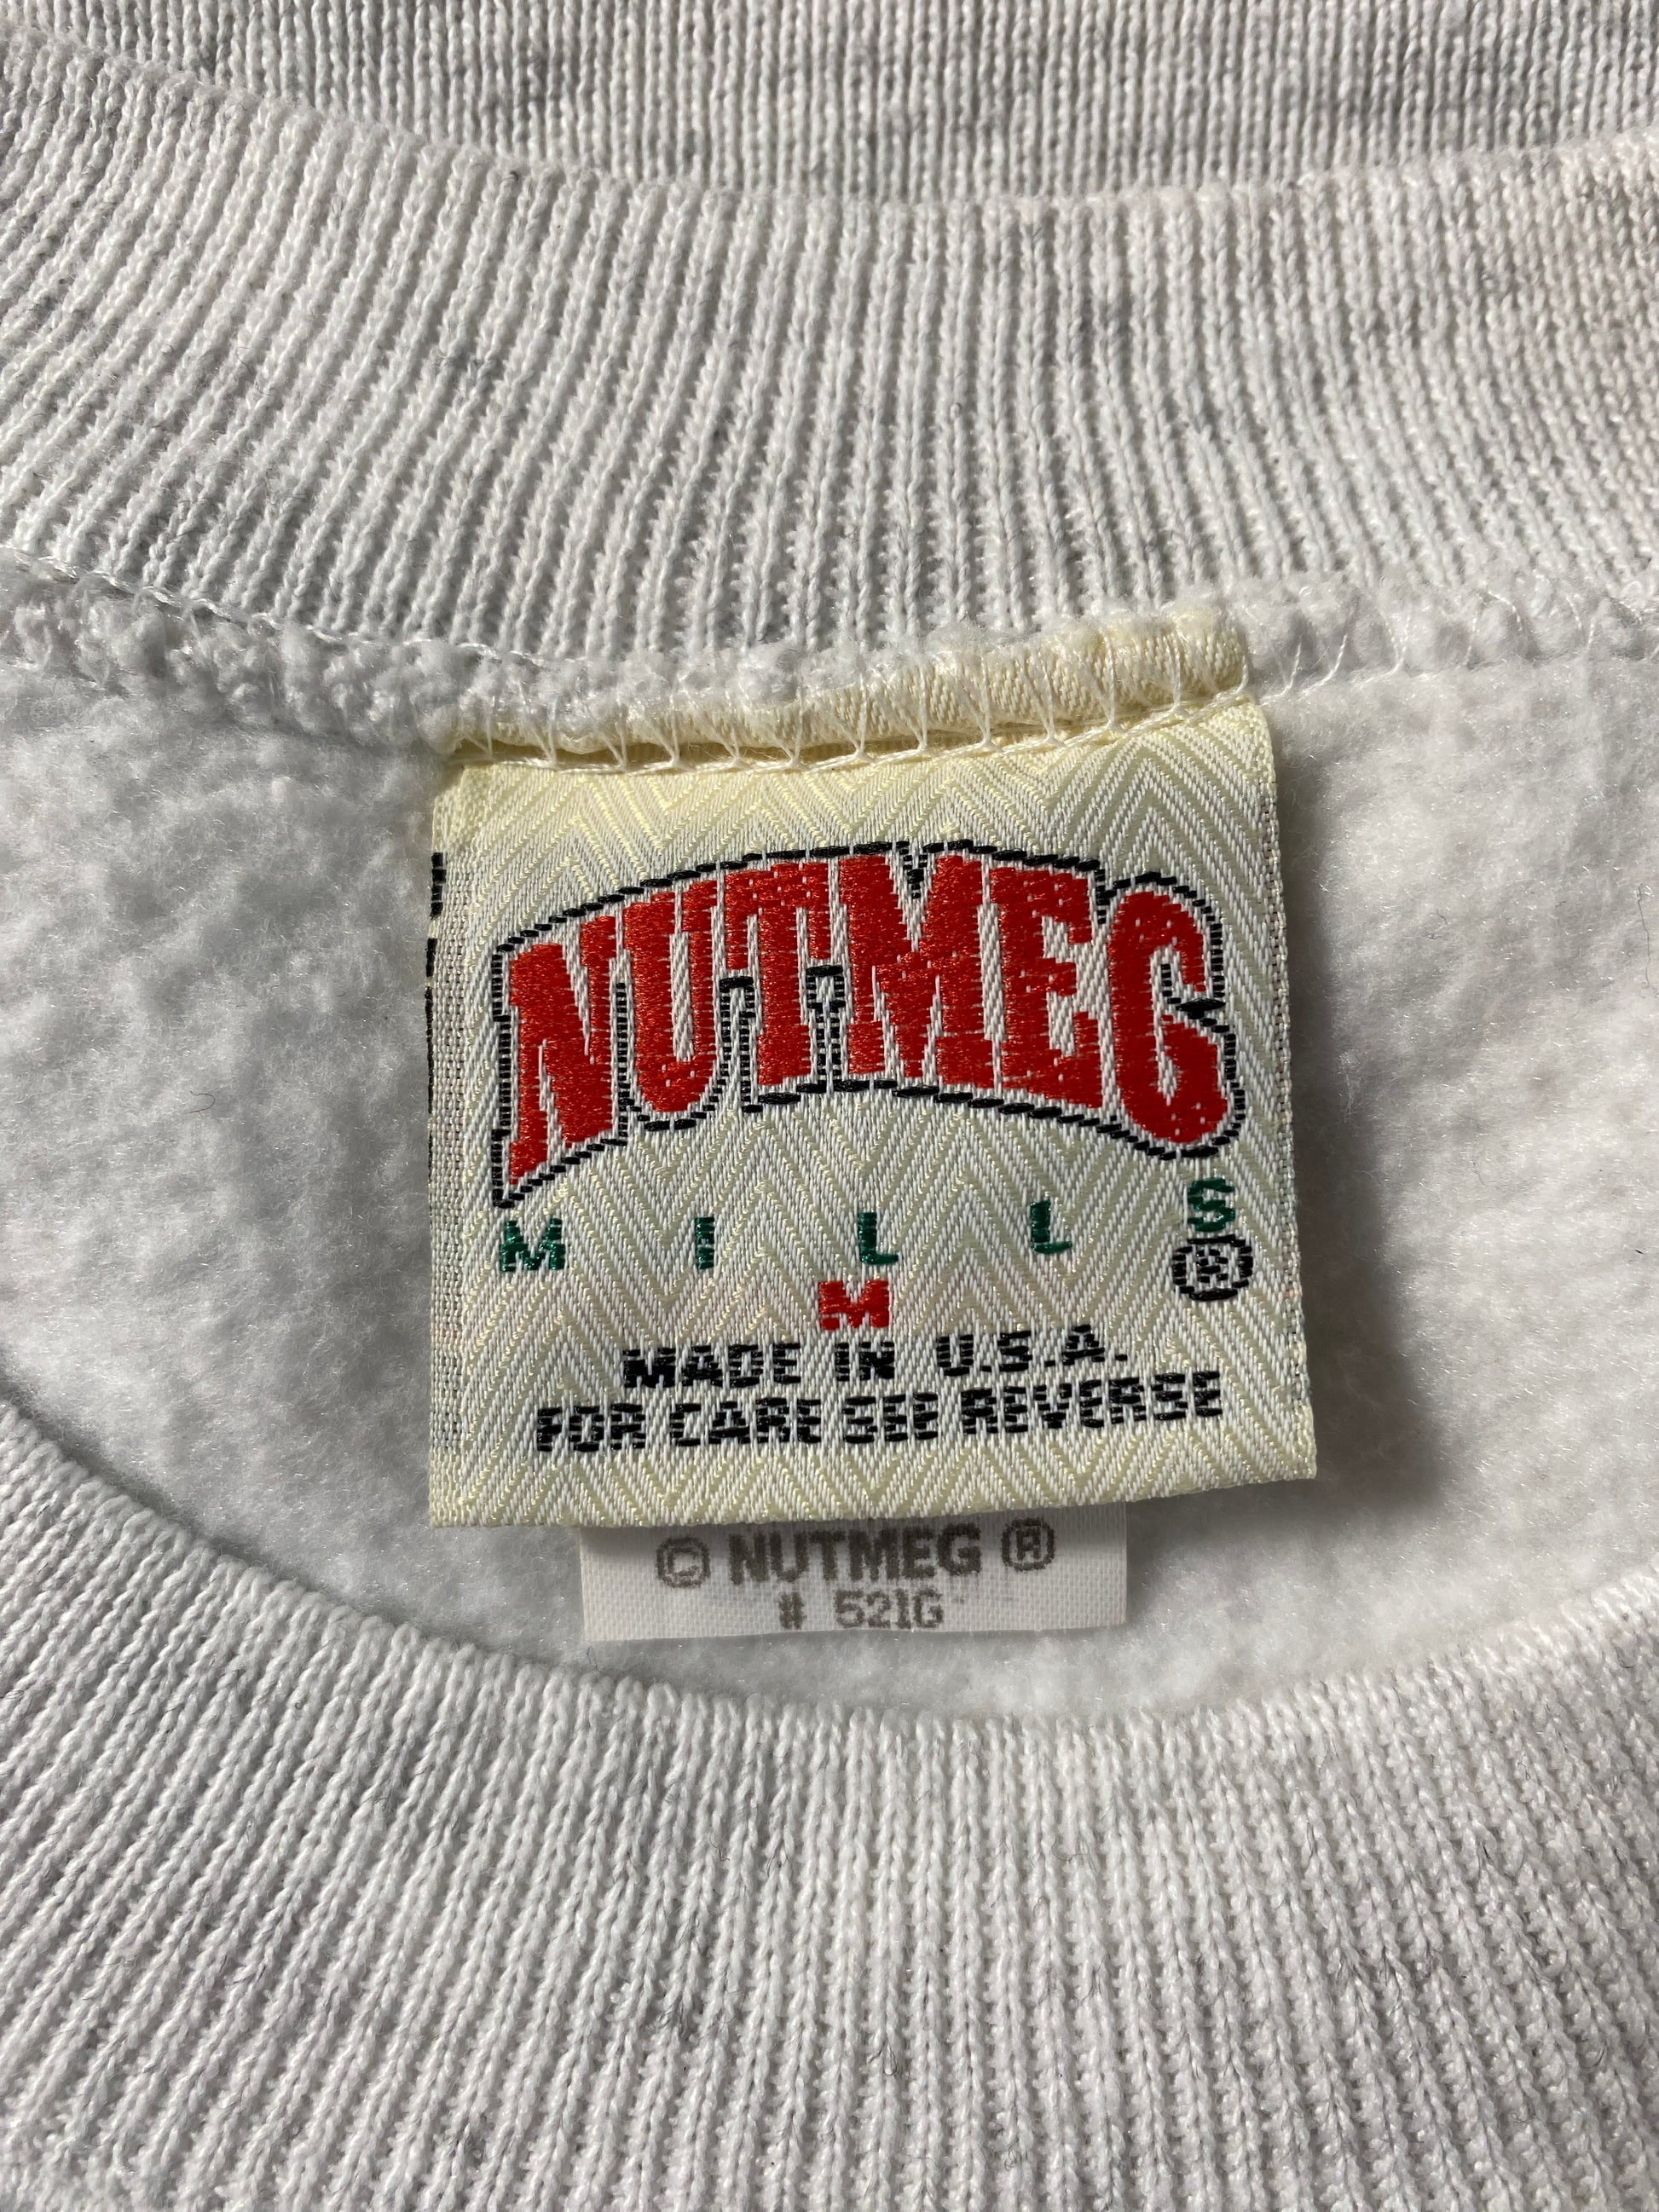 NUTMEG
MILLS
®
M
MADE IN U.S.A.
FOR CARE SEE REVERSE
© NUTMEG ®
# 521G